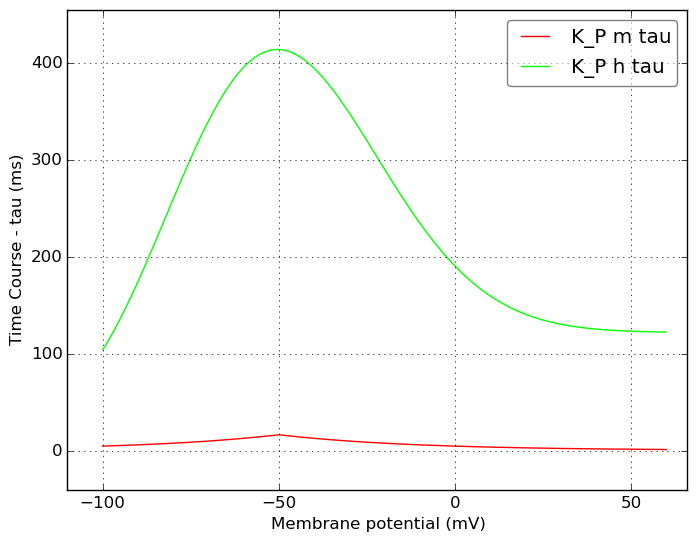 K_P m tau
K_P h tau
400
300
200
100
0
Time Course - tau (ms)
−100
−50
0
50
Membrane potential (mV)